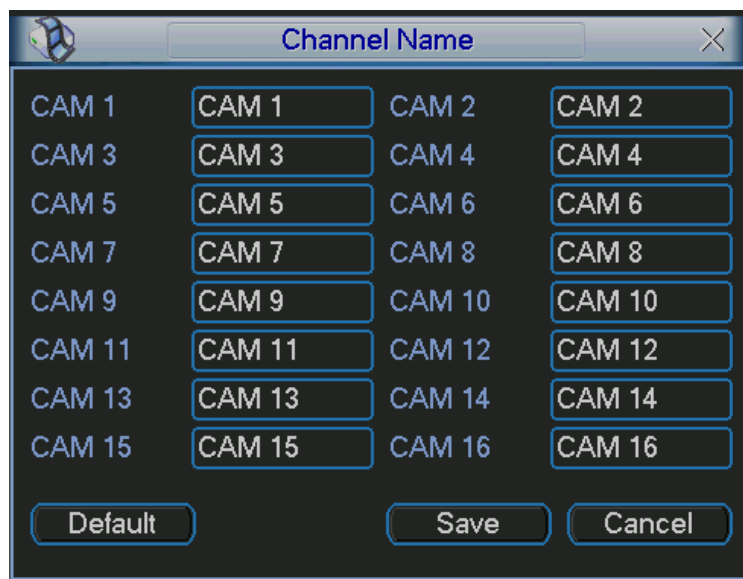 Channel Name
CAM 1 CAM 1 CAM 2 CAM 2
CAM 3 CAM 3 CAM 4 CAM 4
CAM 5 CAM 5 CAM 6 CAM 6
CAM 7 CAM 7 CAM 8 CAM 8
CAM 9 CAM 9 CAM 10 CAM 10
CAM 11 CAM 11 CAM 12 CAM 12
CAM 13 CAM 13 CAM 14 CAM 14
CAM 15 CAM 15 CAM 16 CAM 16
Default Save Cancel